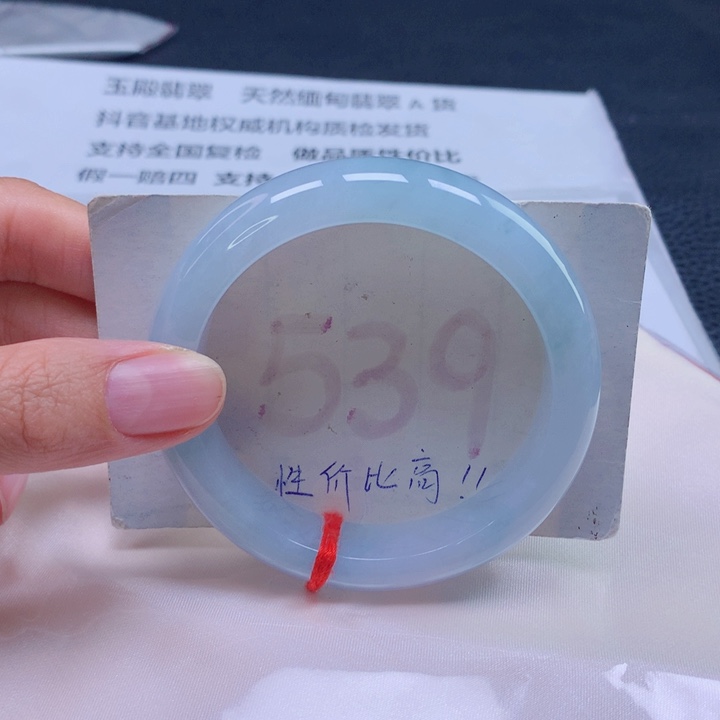 玉殿翡翠 天然缅甸翡翠A货
抖音基地权威机构质检发货
支持全国复检 做品质性价比
假一赔四 支持
539
性价比高!!